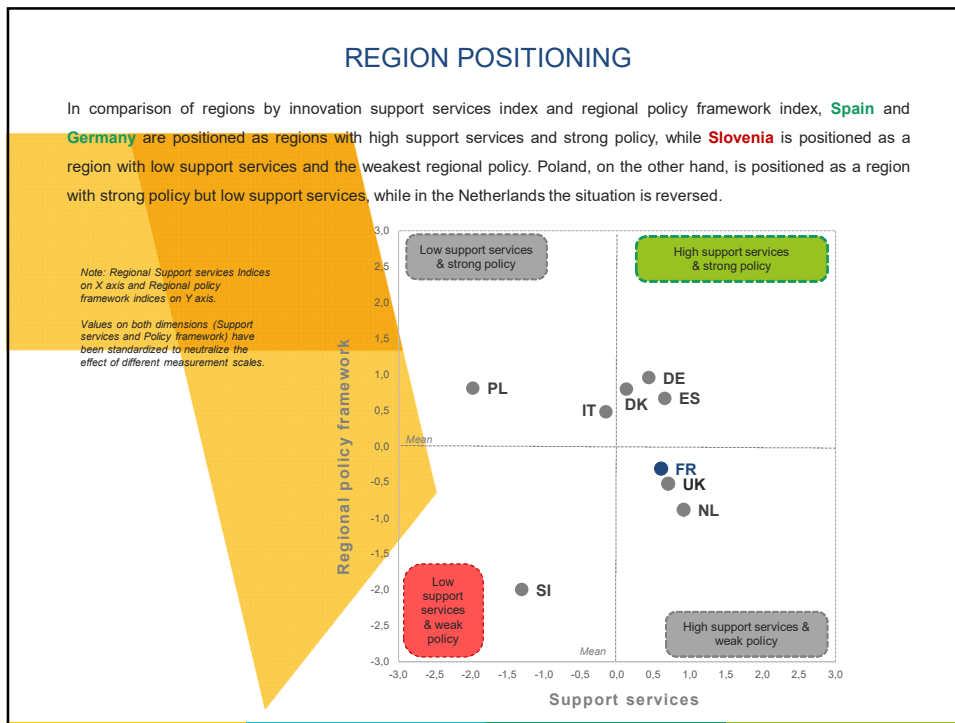 REGION POSITIONING
In comparison of regions by innovation support services index and regional policy framework index, Spain and
Germany are positioned as regions with high support services and strong policy, while Slovenia is positioned as a
region with low support services and the weakest regional policy. Poland, on the other hand, is positioned as a region
with strong policy but low support services, while in the Netherlands the situation is reversed.
Note: Regional Support services Indices
on X axis and Regional policy
framework indices on Y axis.
Values on both dimensions (Support
services and Policy framework) have
been standardized to neutralize the
effect of different measurement scales.
Regional policy framework
3,0
2,5
2,0
1,5
1,0
0,5
0,0
-0,5
-1,0
-1,5
-2,0
-2,5
-3,0
Low support services
& strong policy
High support services
& strong policy
PL
IT
DK
DE
ES
Mean
FR
UK
NL
SI
Low
support
services
& weak
policy
High support services &
weak policy
Mean
-3,0 -2,5 -2,0 -1,5 -1,0 -0,5 0,0 0,5 1,0 1,5 2,0 2,5 3,0
Support services